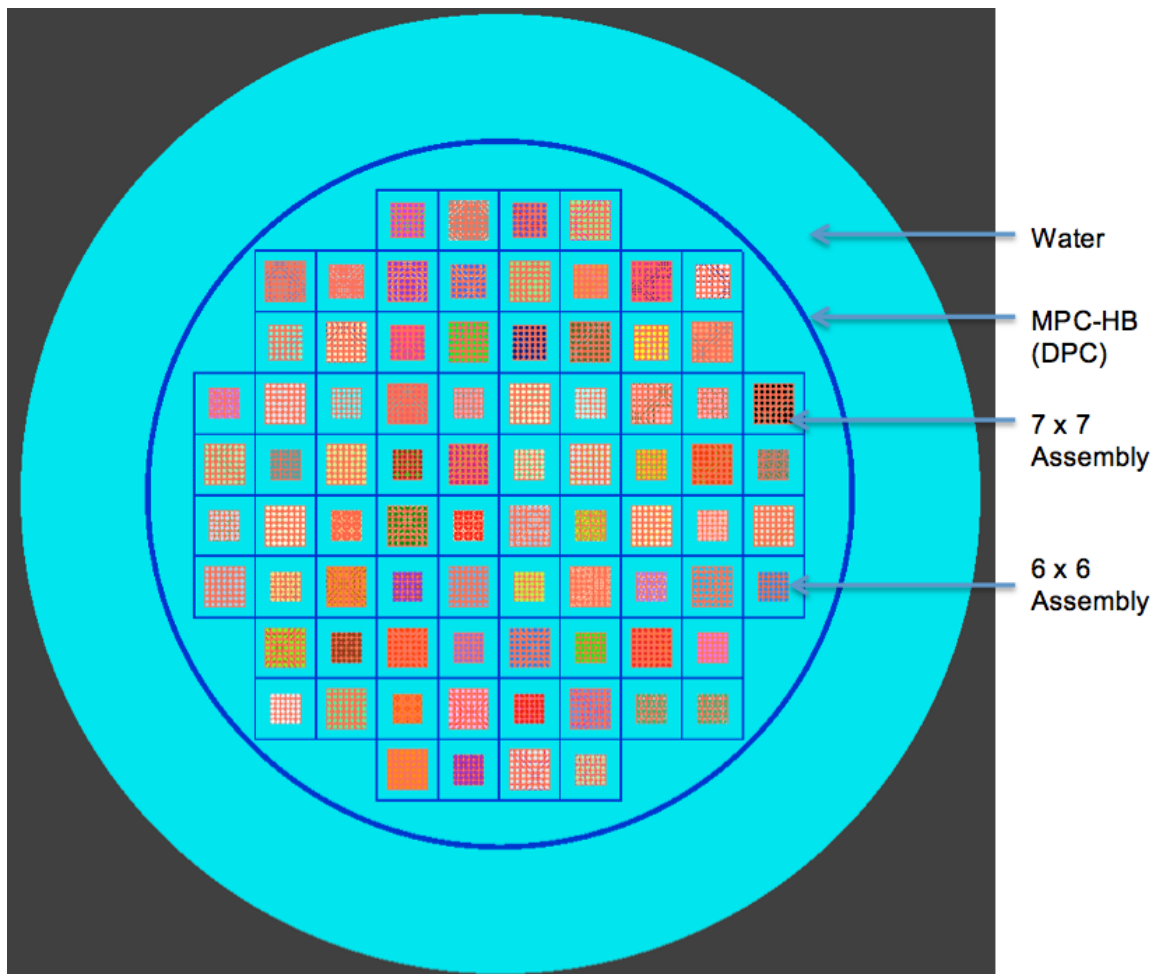 Water
MPC-HB
(DPC)
7 x 7
Assembly
6 x 6
Assembly